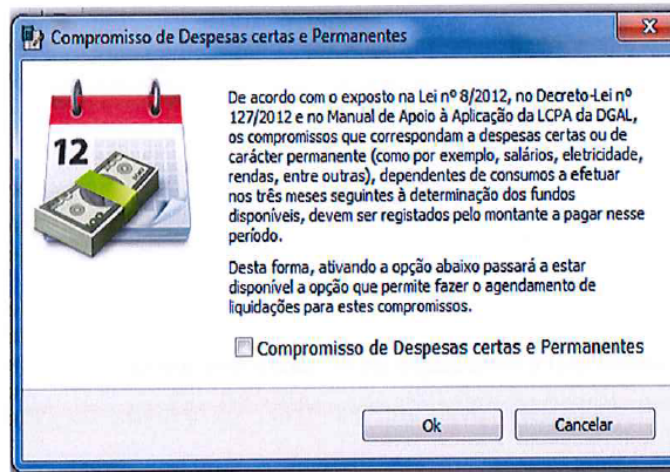 Compromisso de Despesas certas e Permanentes
De acordo com o exposto na Lei nº 8/2012, no Decreto-Lei nº
127/2012 e no Manual de Apoio à Aplicação da LCPA da DGAL,
os compromissos que correspondam a despesas certas ou de
carácter permanente (como por exemplo, salários, eletricidade,
rendas, entre outras), dependentes de consumos a efetuar
nos três meses seguintes à determinação dos fundos
disponíveis, devem ser registados pelo montante a pagar nesse
período.
Desta forma, ativando a opção abaixo passará a estar
disponível a opção que permite fazer o agendamento de
liquidações para estes compromissos.
Compromisso de Despesas certas e Permanentes
Ok
Cancelar
12